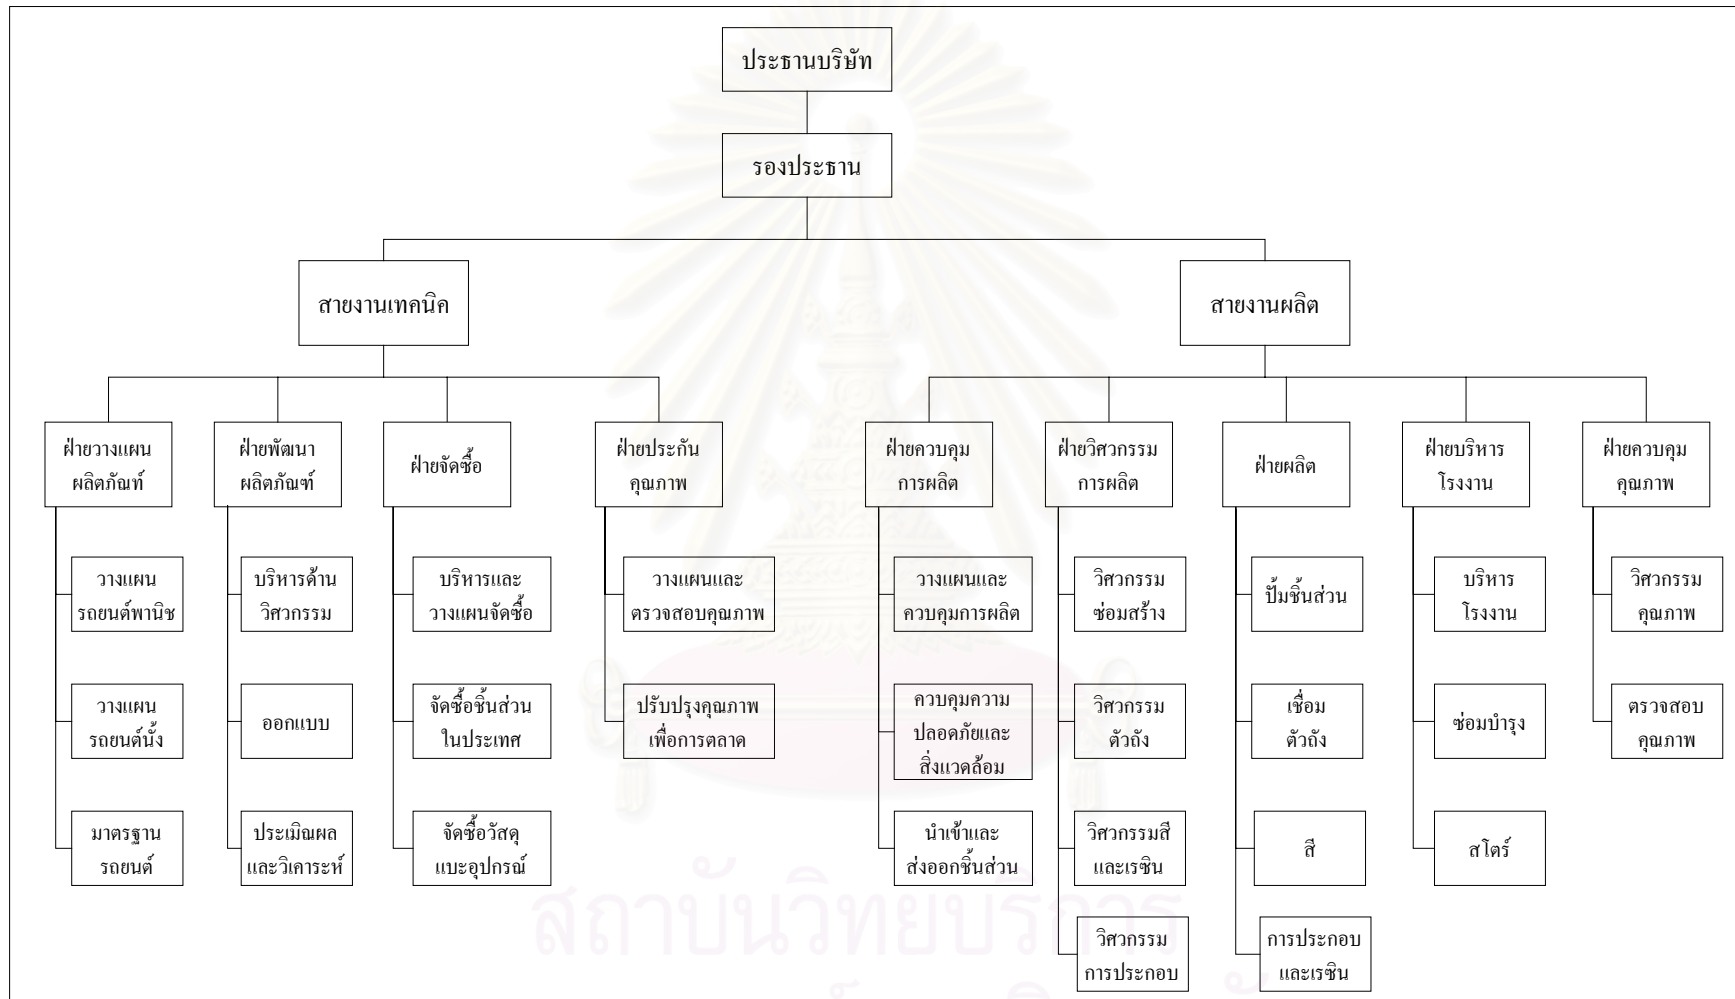 ประธานบริษัท
รองประธาน
สายงานเทคนิค
สายงานผลิต
ฝ่ายวางแผน
ผลิตภัณท์
ฝ่ายพัฒนา
ผลิตภัณฑ์
ฝ่ายจัดซื้อ
ฝ่ายประกัน
คุณภาพ
ฝ่ายควบคุม
การผลิต
ฝ่ายวิศวกรรม
การผลิต
ฝ่ายผลิต
ฝ่ายบริหาร
โรงงาน
ฝ่ายควบคุม
คุณภาพ
วางแผน
รถยนต์พานิช
บริหารด้าน
วิศวกรรม
บริหารและ
วางแผนจัดซื้อ
วางแผนและ
ตรวจสอบคุณภาพ
วางแผนและ
ควบคุมการผลิต
วิศวกรรม
ซ่อมสร้าง
ปั้มชิ้นส่วน
บริหาร
โรงงาน
วิศวกรรม
คุณภาพ
วางแผน
รถยนต์นั้ง
ออกแบบ
จัดซื้อชิ้นส่วน
ในประเทศ
ปรับปรุงคุณภาพ
เพื่อการตลาด
ควบคุมความ
ปลอดภัยและ
สิ่งแวดล้อม
วิศวกรรม
ตัวถัง
เชื่อม
ตัวถัง
ซ่อมบำรุง
ตรวจสอบ
คุณภาพ
มาตรฐาน
รถยนต์
ประเมิณผล
และวิเคาระห์
จัดซื้อวัสดุ
แบะอุปกรณ์
นำเข้าและ
ส่งออกชิ้นส่วน
วิศวกรรมสี
และเรซิน
สี
สโตร์
วิศวกรรม
การประกอบ
การประกอบ
และเรซิน
สถาบันวิทยบริการ